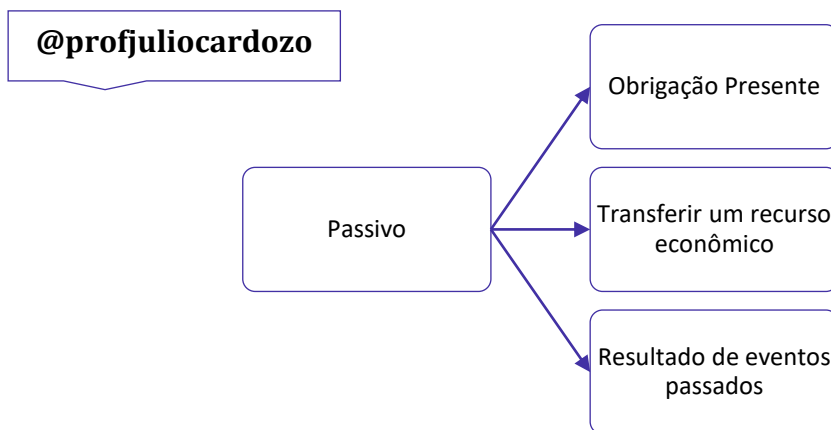 @profjuliocardozo
Obrigação Presente
Passivo
Transferir um recurso
econômico
Resultado de eventos
passados